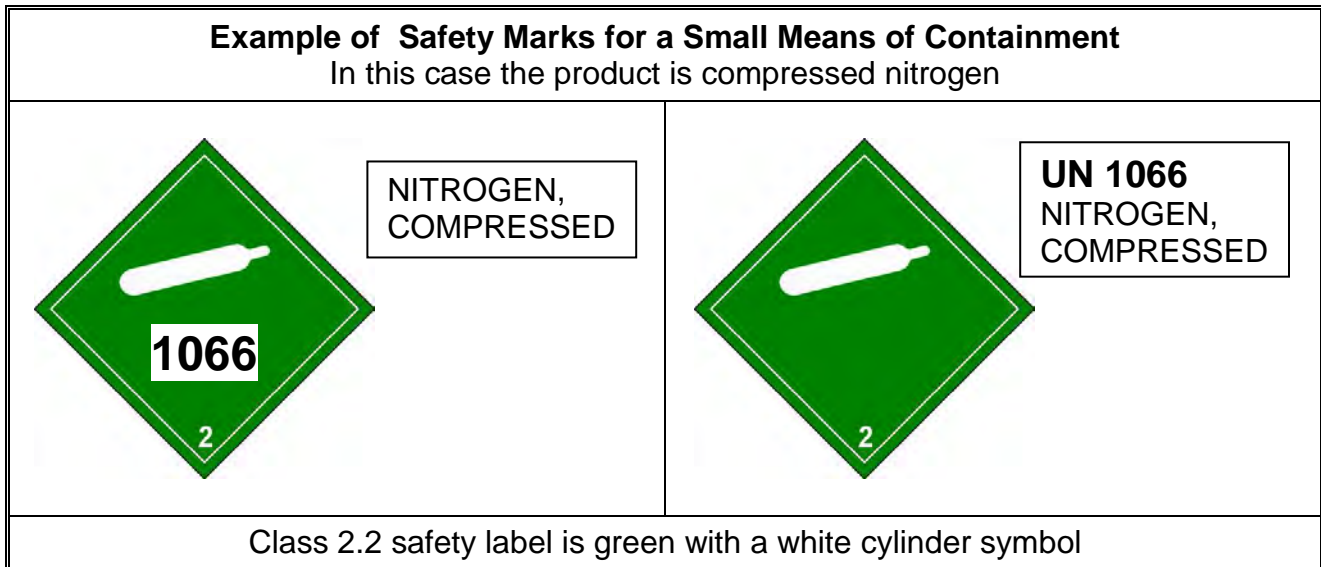 Example of Safety Marks for a Small Means of Containment
In this case the product is compressed nitrogen
NITROGEN,
COMPRESSED
1066
2
UN 1066
NITROGEN,
COMPRESSED
2
Class 2.2 safety label is green with a white cylinder symbol